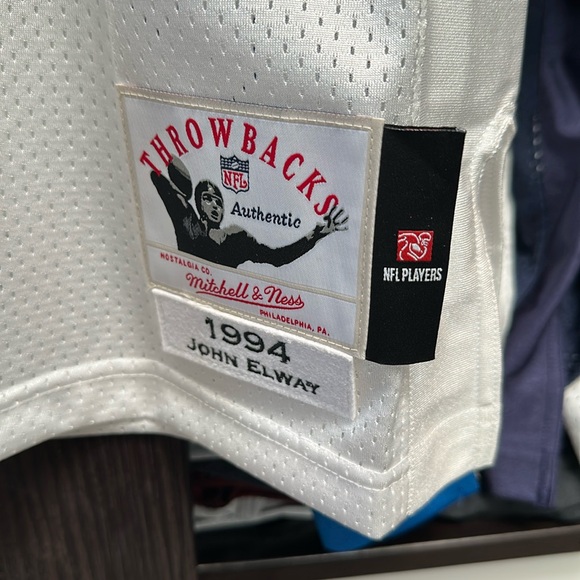 THROWBACKS
NFL
Authentic
NOSTALGIA CO.
Mitchell & Ness
PHILADELPHIA, PA.
1994
JOHN ELWAY
NFL PLAYERS